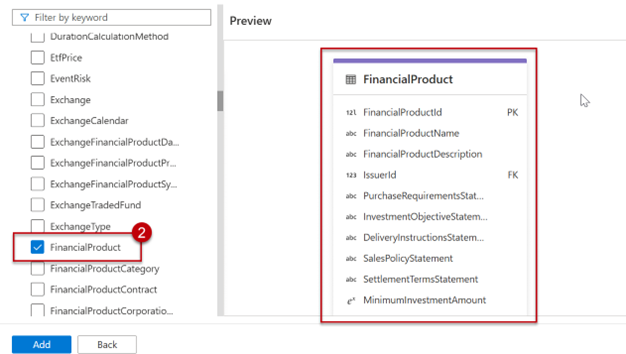 Filter by keyword
DurationCalculationMethod
EtfPrice
EventRisk
Exchange
ExchangeCalendar
ExchangeFinancialProductDa...
ExchangeFinancialProductPr...
ExchangeFinancialProductSy...
ExchangeTradedFund
ExchangeType
FinancialProduct
2
FinancialProductCategory
FinancialProductContract
FinancialProductCorporatio...
Add
Back
Preview
FinancialProduct
12l FinancialProductId PK
abc FinancialProductName
abc FinancialProductDescription
123 IssuerId FK
abc PurchaseRequirementsStat...
abc InvestmentObjectiveStatem...
abc DeliveryInstructionsStatem...
abc SalesPolicyStatement
abc SettlementTermsStatement
eˣ MinimumInvestmentAmount